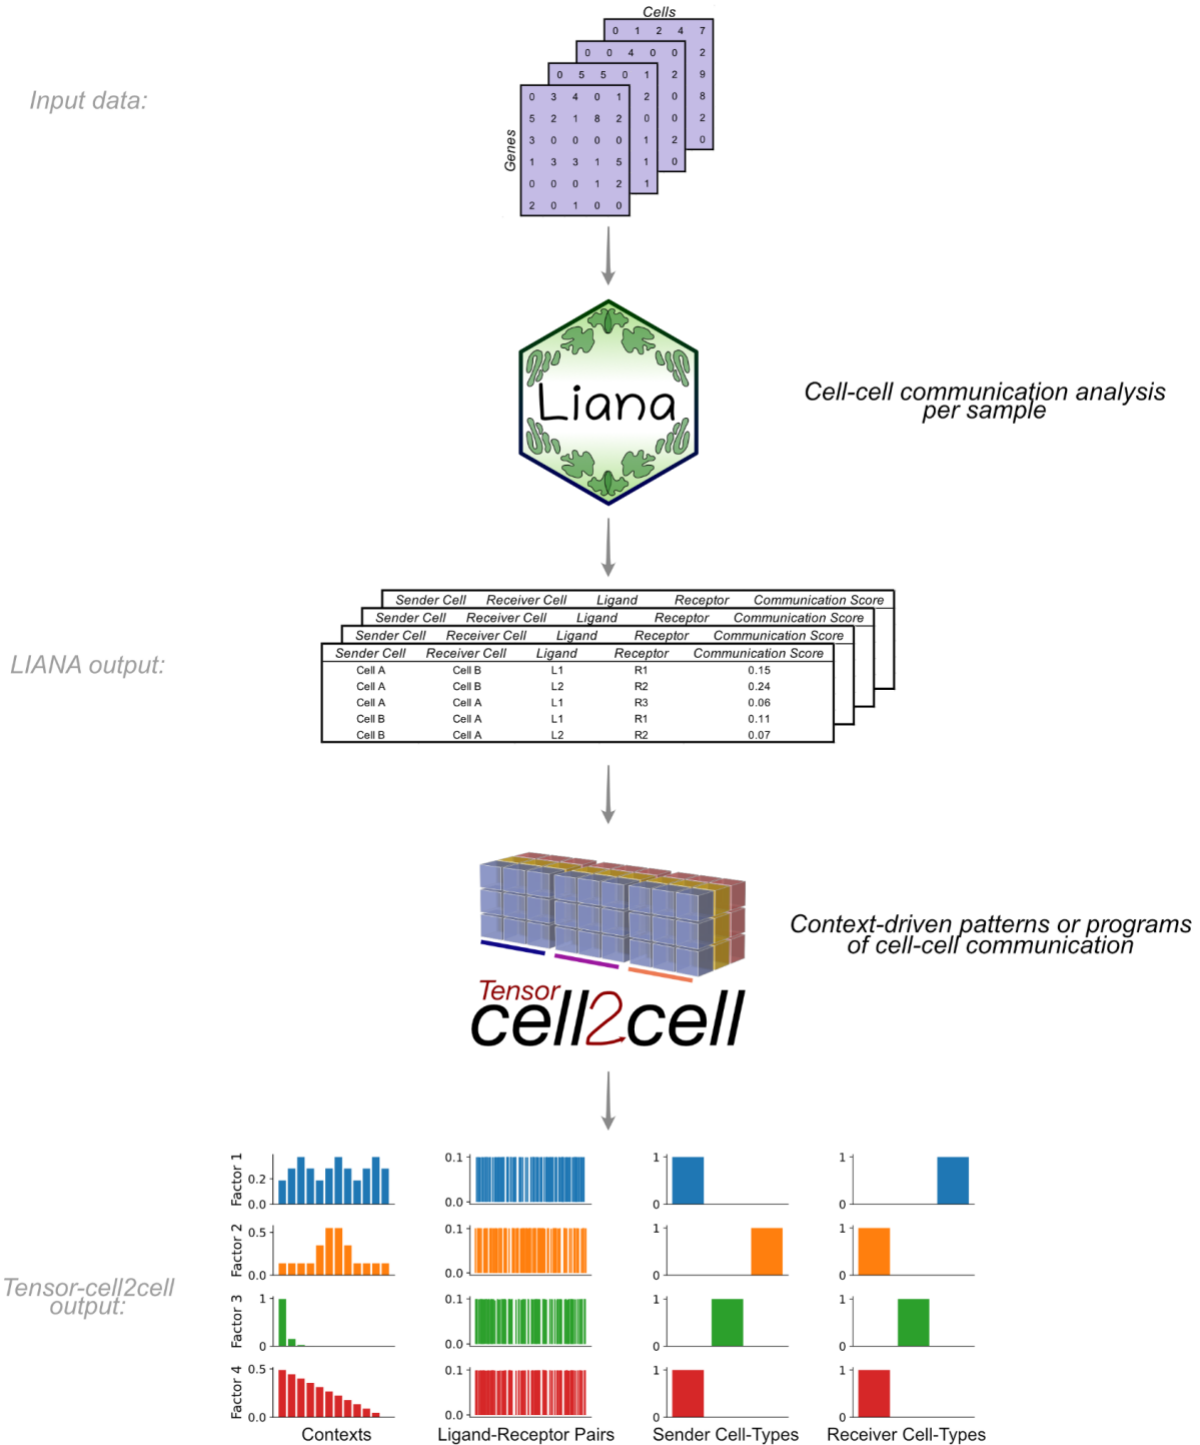 Cells
0 1 2 4 7
0 0 4 0 0 2
0 5 5 0 1 2 9
Input data:
0 3 4 0 1 2 0 8
5 2 1 8 2 0 0 2
Genes
3 0 0 0 0 1 2 0
1 3 3 1 5 1 0
0 0 0 1 2 1
2 0 1 0 0
Liana
Cell-cell communication analysis
per sample
Sender Cell Receiver Cell Ligand Receptor Communication Score
Sender Cell Receiver Cell Ligand Receptor Communication Score
Sender Cell Receiver Cell Ligand Receptor Communication Score
LIANA output:
Sender Cell Receiver Cell Ligand Receptor Communication Score
Cell A Cell B L1 R1 0.15
Cell A Cell B L2 R2 0.24
Cell A Cell A L1 R3 0.06
Cell B Cell A L1 R1 0.11
Cell B Cell A L2 R2 0.07
Context-driven patterns or programs
of cell-cell communication
Tensor
cell2cell
Tensor-cell2cell
output:
Factor 1
0.2
0.0
0.1
0.0
1
0
1
0
Factor 2
0.5
0.0
0.1
0.0
1
0
1
0
Factor 3
1
0
0.1
0.0
1
0
1
0
Factor 4
0.5
0.0
0.1
0.0
1
0
1
0
Contexts Ligand-Receptor Pairs Sender Cell-Types Receiver Cell-Types